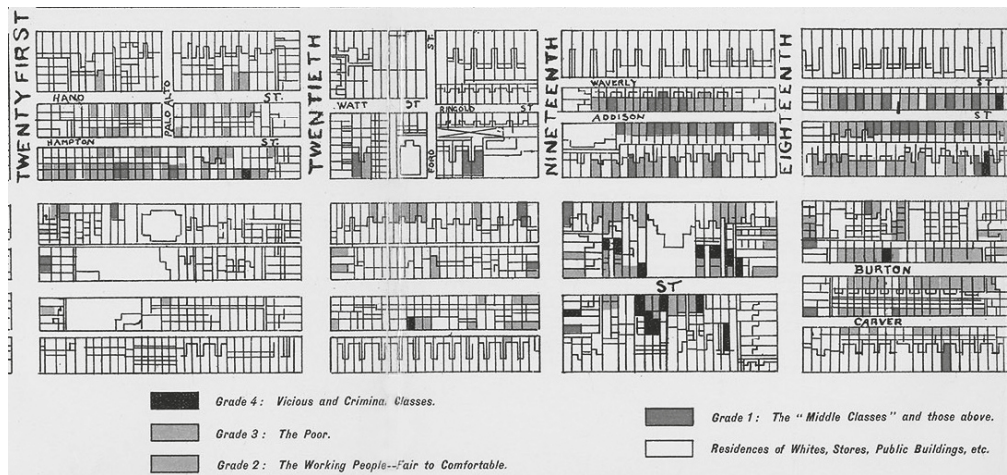 TWENTY FIRST
HAND
PALO ALTO
ST.
HAMPTON
ST.
TWENTIETH
ST.
WATT
ST
RINGOLD
ST
FORD
NINETEENTH
WAVERLY
ST
ADDISON
ST
EIGHTEENTH
ST
BURTON
CARVER
Grade 4: Vicious and Criminal Classes.
Grade 3: The Poor.
Grade 2: The Working People--Fair to Comfortable.
Grade 1: The "Middle Classes" and those above.
Residences of Whites, Stores, Public Buildings, etc.